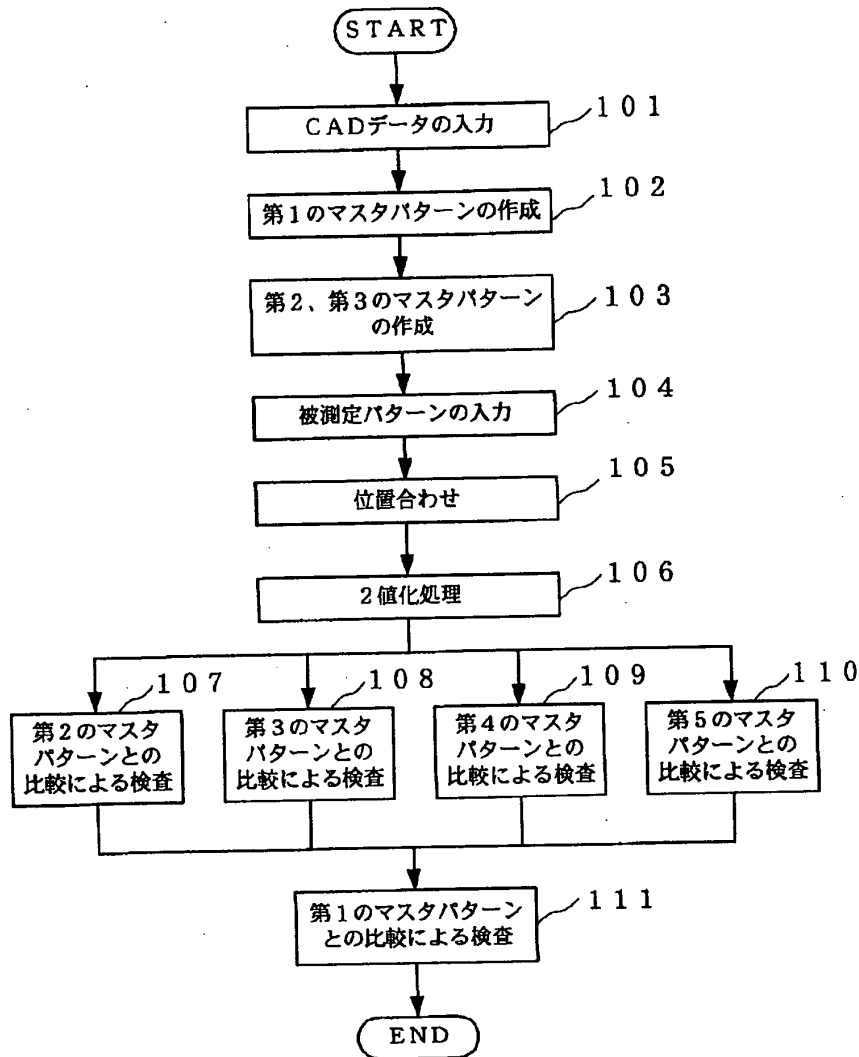 START
CADデータの入力
101
第1のマスタパターンの作成
102
第2、第3のマスタパターン
の作成
103
被測定パターンの入力
104
位置合わせ
105
2値化処理
106
第2のマスタ
パターンとの
比較による検査
107
第3のマスタ
パターンとの
比較による検査
108
第4のマスタ
パターンとの
比較による検査
109
第5のマスタ
パターンとの
比較による検査
110
第1のマスタパターン
との比較による検査
111
END